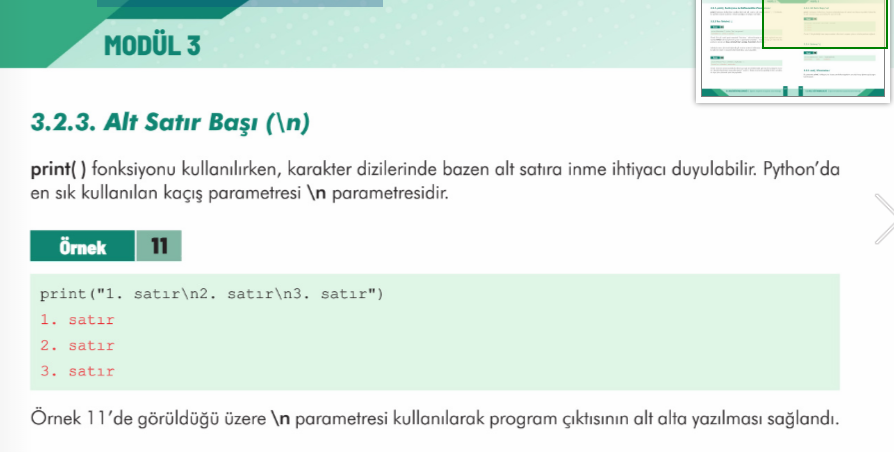 MODÜL 3
3.2.3. Alt Satır Başı (\n)
print( ) fonksiyonu kullanılırken, karakter dizilerinde bazen alt satıra inme ihtiyacı duyulabilir. Python’da
en sık kullanılan kaçış parametresi \n parametresidir.
Örnek 11
print("1. satır\n2. satır\n3. satır")
1. satır
2. satır
3. satır
Örnek 11’de görüldüğü üzere \n parametresi kullanılarak program çıktısının alt alta yazılması sağlandı.